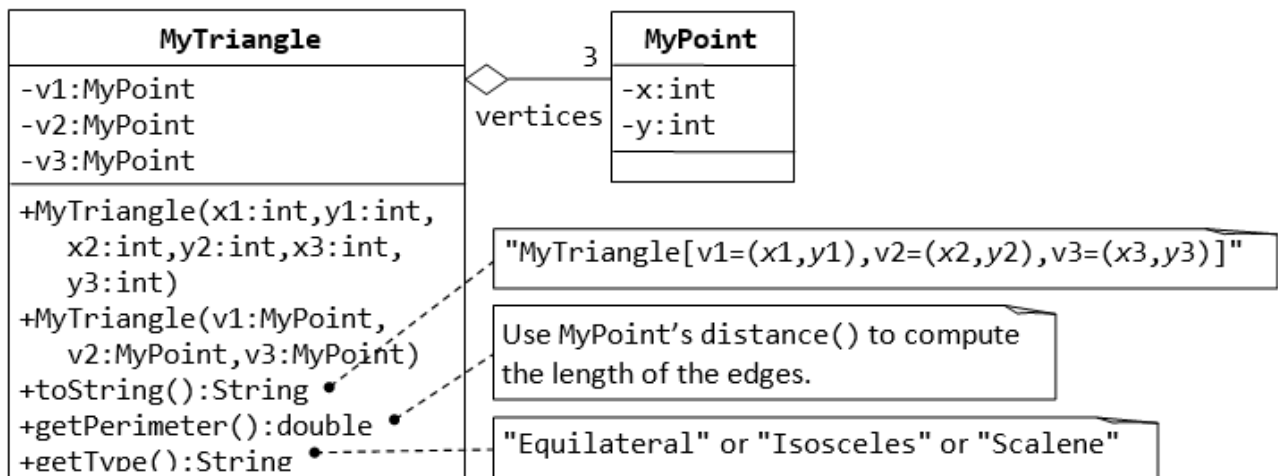 MyTriangle
-v1:MyPoint
-v2:MyPoint
-v3:MyPoint
+MyTriangle(x1:int,y1:int,
x2:int,y2:int,x3:int,
y3:int)
+MyTriangle(v1:MyPoint,
v2:MyPoint,v3:MyPoint)
+toString():String
+getPerimeter():double
+getType():String
3
vertices
MyPoint
-x:int
-y:int
"MyTriangle[v1=(x1,y1),v2=(x2,y2),v3=(x3,y3)]"
Use MyPoint’s distance() to compute
the length of the edges.
"Equilateral" or "Isosceles" or "Scalene"